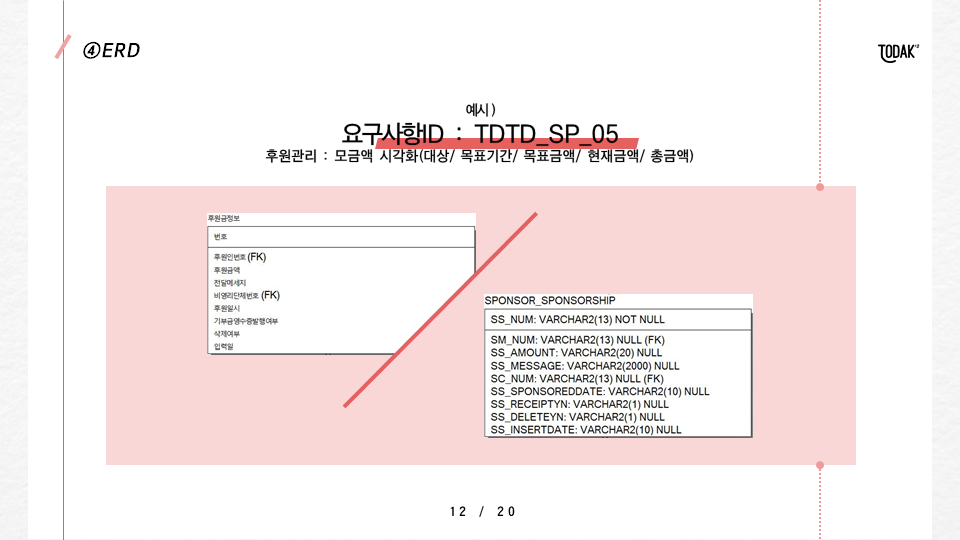 ④ERD
TODAK
예시)
요구사항ID : TDTD_SP_05
후원관리 : 모금액 시각화(대상/ 목표기간/ 목표금액/ 현재금액/ 총금액)
후원금정보
번호
후원인번호 (FK)
후원금액
전달메세지
비영리단체번호 (FK)
후원일시
기부금영수증발행여부
삭제여부
입력일
SPONSOR_SPONSORSHIP
SS_NUM: VARCHAR2(13) NOT NULL
SM_NUM: VARCHAR2(13) NULL (FK)
SS_AMOUNT: VARCHAR2(20) NULL
SS_MESSAGE: VARCHAR2(2000) NULL
SC_NUM: VARCHAR2(13) NULL (FK)
SS_SPONSOREDDATE: VARCHAR2(10) NULL
SS_RECEIPTYN: VARCHAR2(1) NULL
SS_DELETEYN: VARCHAR2(1) NULL
SS_INSERTDATE: VARCHAR2(10) NULL
12 / 20